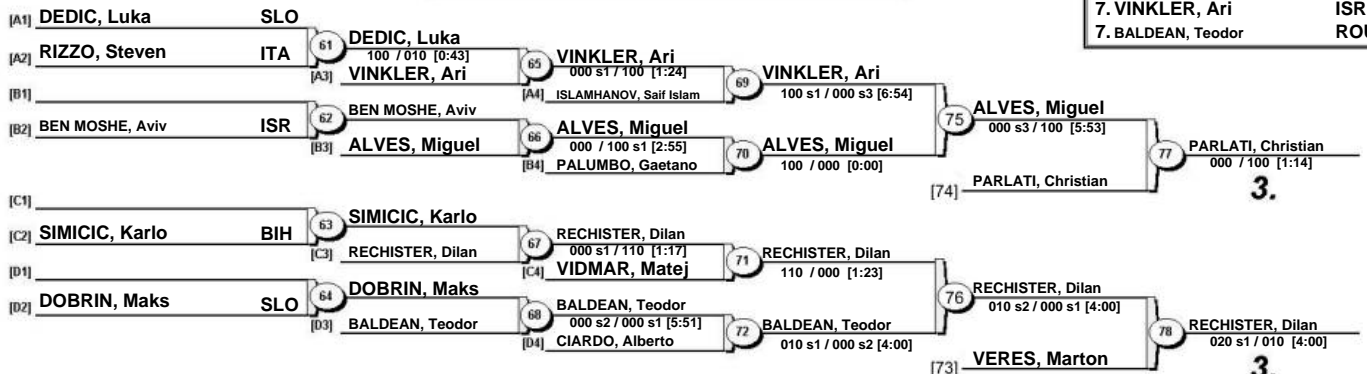 7. VINKLER, Ari ISR
7. BALDEAN, Teodor ROU
[A1] DEDIC, Luka SLO
[A2] RIZZO, Steven ITA
61 DEDIC, Luka
100 / 010 [0:43]
[A3] VINKLER, Ari
65 VINKLER, Ari
000 s1 / 100 [1:24]
[A4] ISLAMHANOV, Saif Islam
69 VINKLER, Ari
100 s1 / 000 s3 [6:54]
[B1]
[B2] BEN MOSHE, Aviv ISR
62 BEN MOSHE, Aviv
[B3] ALVES, Miguel
66 ALVES, Miguel
000 / 100 s1 [2:55]
[B4] PALUMBO, Gaetano
70 ALVES, Miguel
100 / 000 [0:00]
75 ALVES, Miguel
000 s3 / 100 [5:53]
[74] PARLATI, Christian
77 PARLATI, Christian
000 / 100 [1:14]
3.
[C1]
[C2] SIMICIC, Karlo BIH
63 SIMICIC, Karlo
[C3] RECHISTER, Dilan
67 RECHISTER, Dilan
000 s1 / 110 [1:17]
[C4] VIDMAR, Matej
71 RECHISTER, Dilan
110 / 000 [1:23]
[D1]
[D2] DOBRIN, Maks SLO
64 DOBRIN, Maks
[D3] BALDEAN, Teodor
68 BALDEAN, Teodor
000 s2 / 000 s1 [5:51]
[D4] CIARDO, Alberto
72 BALDEAN, Teodor
010 s1 / 000 s2 [4:00]
76 RECHISTER, Dilan
010 s2 / 000 s1 [4:00]
[73] VERES, Marton
78 RECHISTER, Dilan
020 s1 / 010 [4:00]
3.